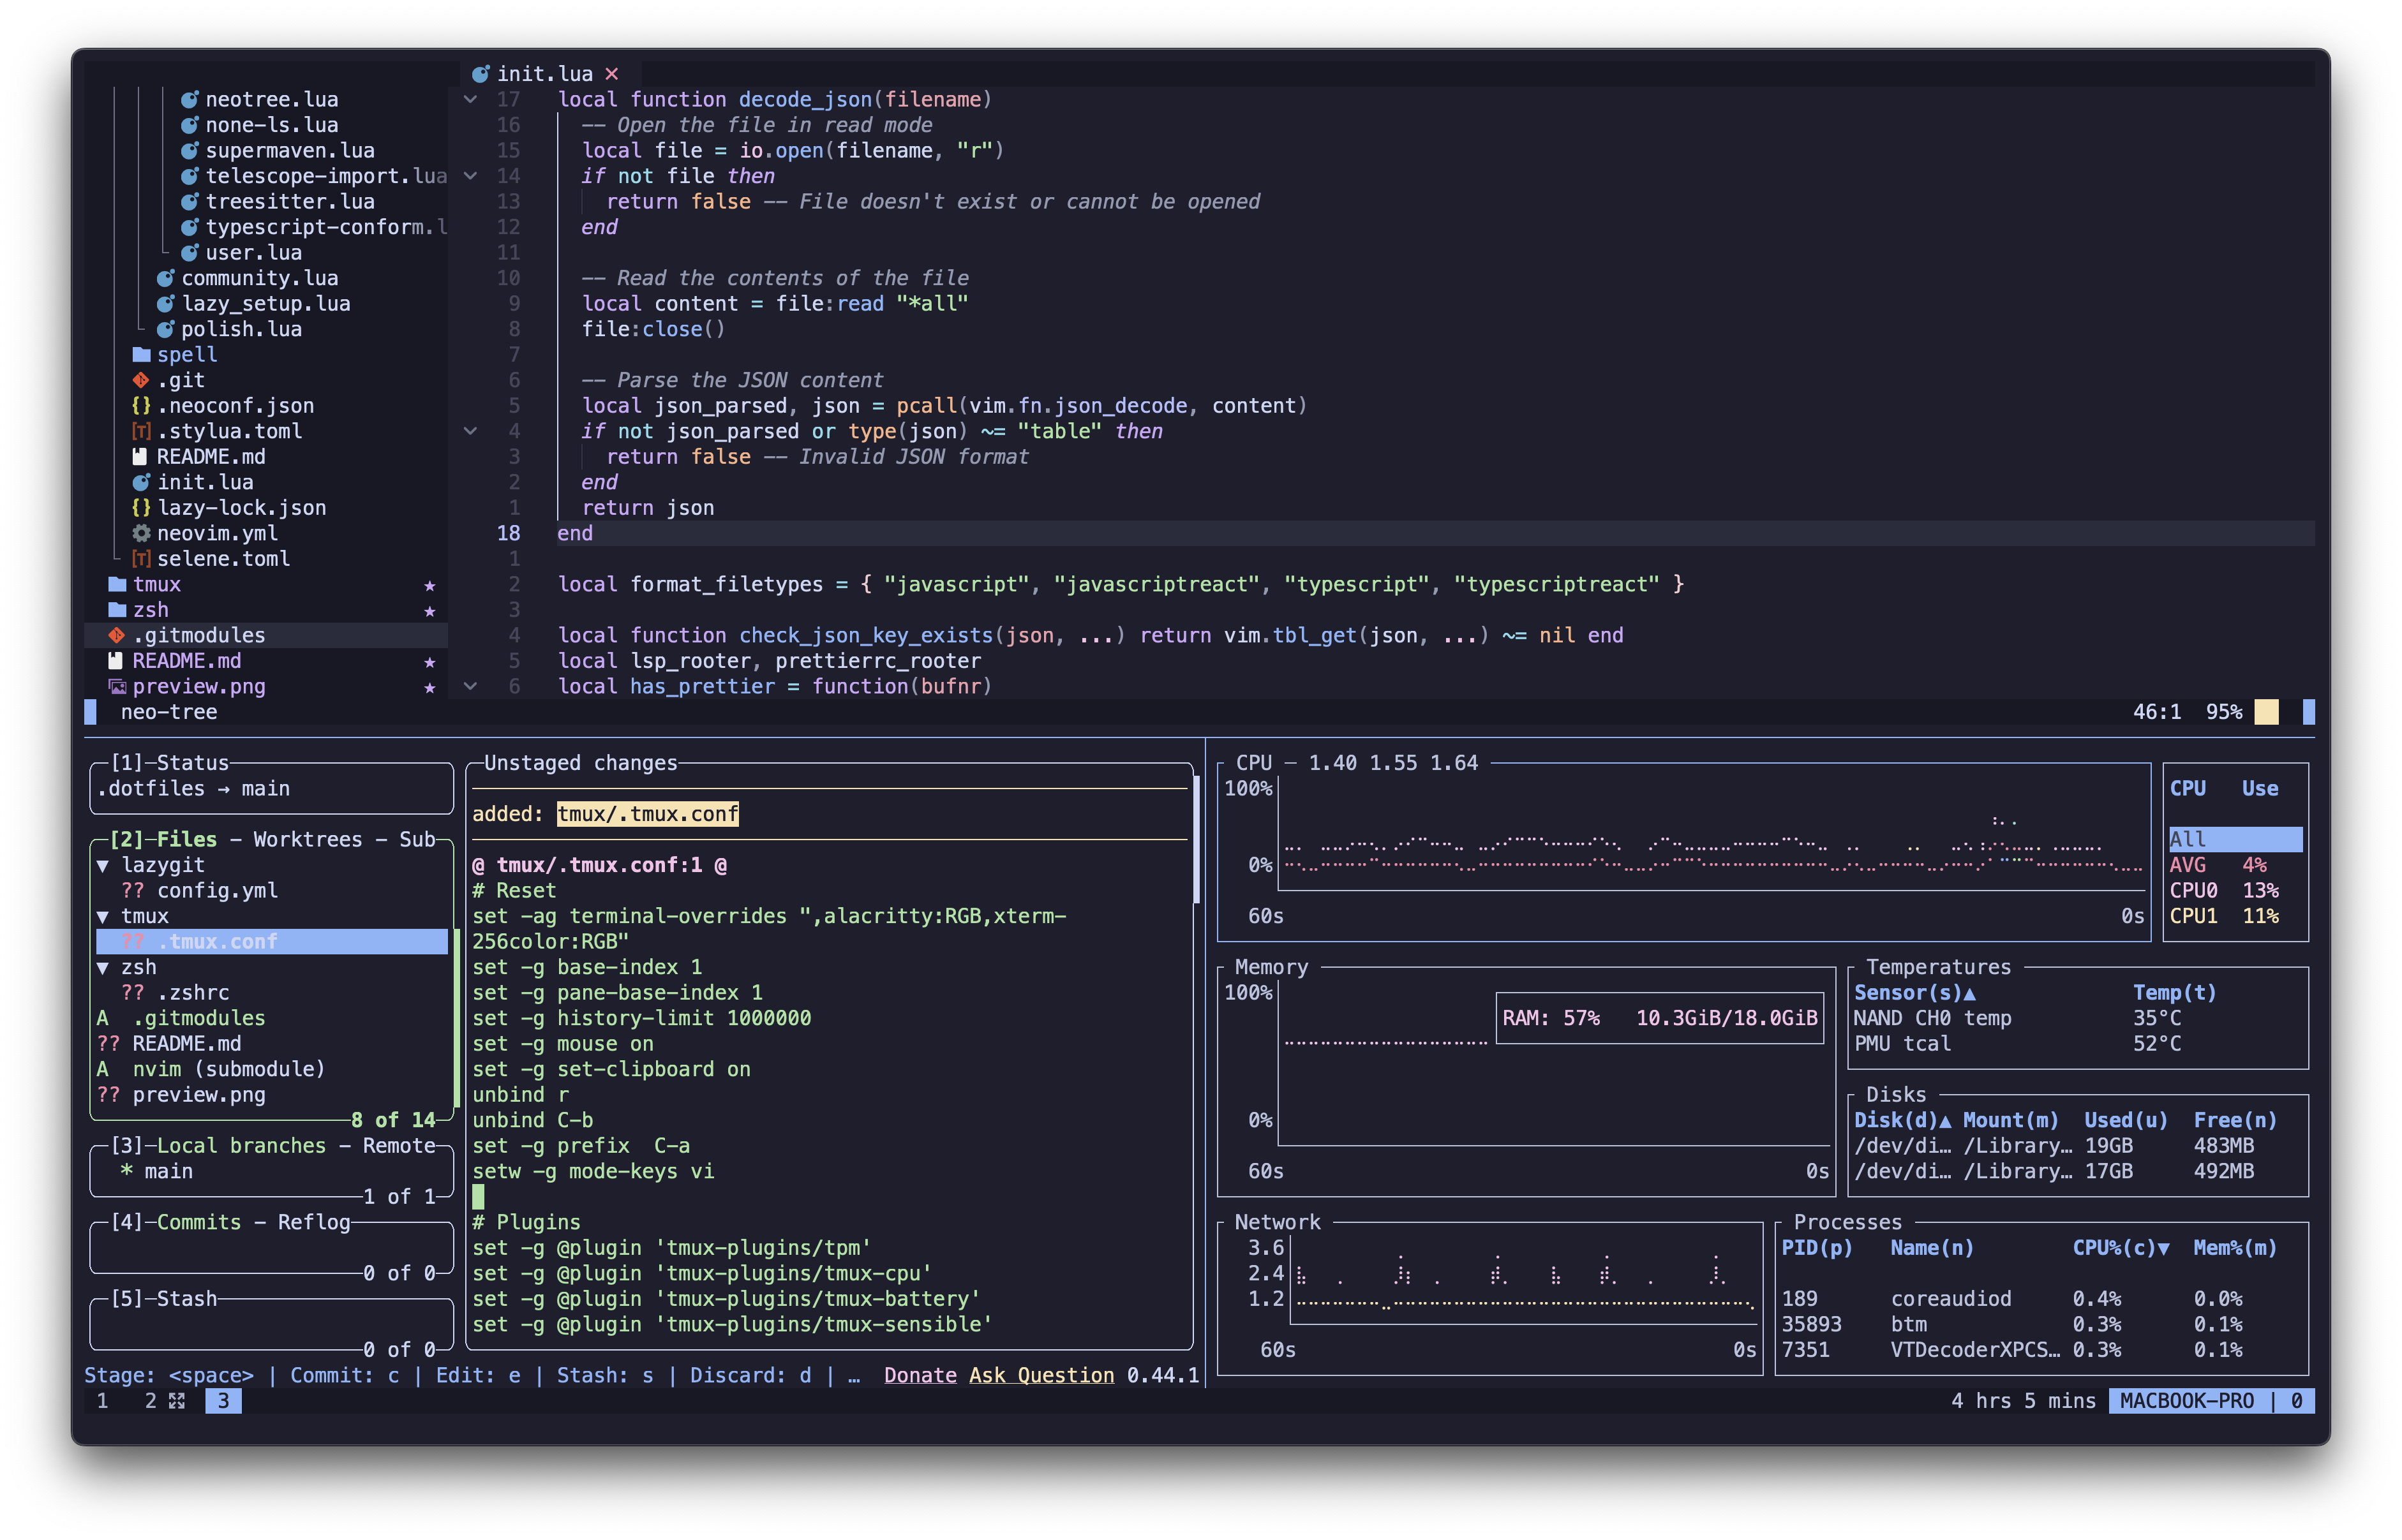 init.lua ✕
neotree.lua
none-ls.lua
supermaven.lua
telescope-import.lua
treesitter.lua
typescript-conform.l
user.lua
community.lua
lazy_setup.lua
polish.lua
spell
.git
.neoconf.json
.stylua.toml
README.md
init.lua
lazy-lock.json
neovim.yml
selene.toml
tmux ★
zsh ★
.gitmodules
README.md ★
preview.png ★
17 local function decode_json(filename)
16 -- Open the file in read mode
15 local file = io.open(filename, "r")
14 if not file then
13 return false -- File doesn't exist or cannot be opened
12 end
11
10 -- Read the contents of the file
9 local content = file:read "*all"
8 file:close()
7
6 -- Parse the JSON content
5 local json_parsed, json = pcall(vim.fn.json_decode, content)
4 if not json_parsed or type(json) ~= "table" then
3 return false -- Invalid JSON format
2 end
1 return json
18 end
1
2 local format_filetypes = { "javascript", "javascriptreact", "typescript", "typescriptreact" }
3
4 local function check_json_key_exists(json, ...) return vim.tbl_get(json, ...) ~= nil end
5 local lsp_rooter, prettierrc_rooter
6 local has_prettier = function(bufnr)
neo-tree 46:1 95%
[1]─Status
.dotfiles → main
[2]─Files - Worktrees - Sub
▼ lazygit
?? config.yml
▼ tmux
?? .tmux.conf
▼ zsh
?? .zshrc
A .gitmodules
?? README.md
A nvim (submodule)
?? preview.png
8 of 14
[3]─Local branches - Remote
* main
1 of 1
[4]─Commits - Reflog
0 of 0
[5]─Stash
0 of 0
Unstaged changes
added: tmux/.tmux.conf
@ tmux/.tmux.conf:1 @
# Reset
set -ag terminal-overrides ",alacritty:RGB,xterm-
256color:RGB"
set -g base-index 1
set -g pane-base-index 1
set -g history-limit 1000000
set -g mouse on
set -g set-clipboard on
unbind r
unbind C-b
set -g prefix  C-a
setw -g mode-keys vi
# Plugins
set -g @plugin 'tmux-plugins/tpm'
set -g @plugin 'tmux-plugins/tmux-cpu'
set -g @plugin 'tmux-plugins/tmux-battery'
set -g @plugin 'tmux-plugins/tmux-sensible'
Stage: <space> | Commit: c | Edit: e | Stash: s | Discard: d | … Donate Ask Question 0.44.1
CPU ─ 1.40 1.55 1.64
100%
0%
60s 0s
CPU Use
All
AVG 4%
CPU0 13%
CPU1 11%
Memory
100%
RAM: 57% 10.3GiB/18.0GiB
0%
60s 0s
Temperatures
Sensor(s)▲ Temp(t)
NAND CH0 temp 35°C
PMU tcal 52°C
Disks
Disk(d)▲ Mount(m) Used(u) Free(n)
/dev/di… /Library… 19GB 483MB
/dev/di… /Library… 17GB 492MB
Network
3.6
2.4
1.2
60s 0s
Processes
PID(p) Name(n) CPU%(c)▼ Mem%(m)
189 coreaudiod 0.4% 0.0%
35893 btm 0.3% 0.1%
7351 VTDecoderXPCS… 0.3% 0.1%
1 2 3 4 hrs 5 mins MACBOOK-PRO | 0